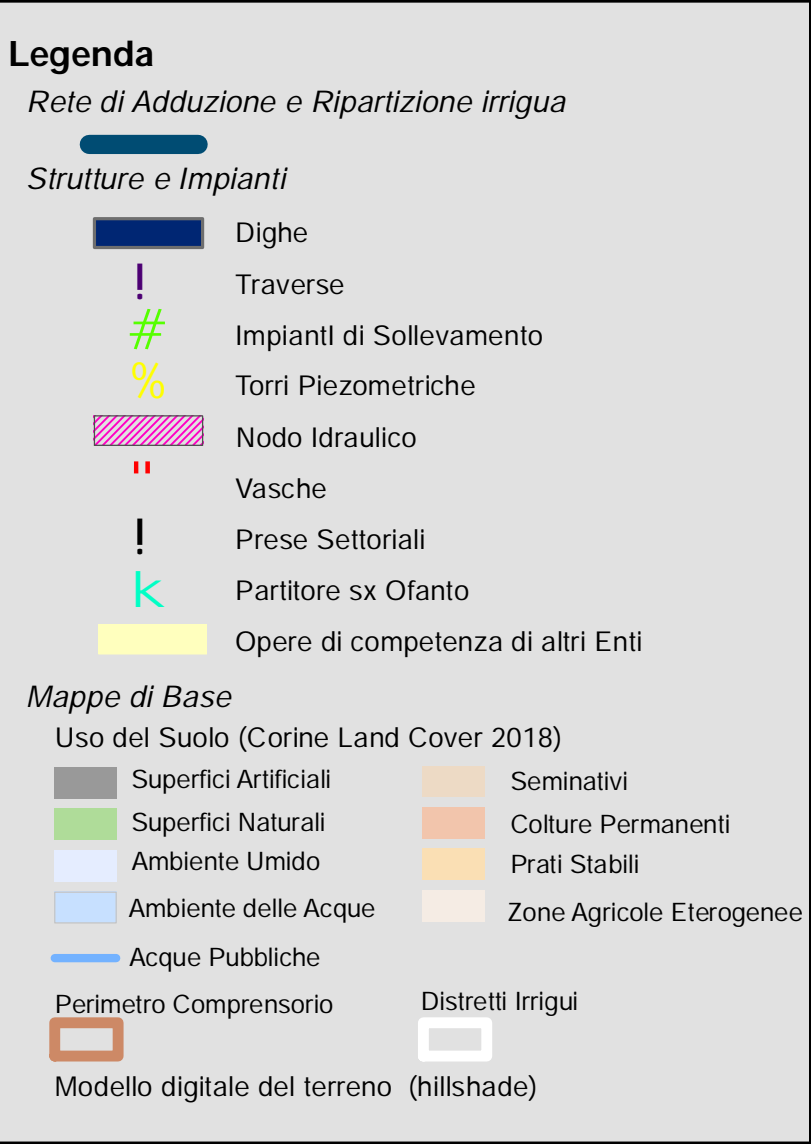 Legenda
Rete di Adduzione e Ripartizione irrigua
Strutture e Impianti
Dighe
! Traverse
# ImpiantI di Sollevamento
% Torri Piezometriche
Nodo Idraulico
" Vasche
! Prese Settoriali
k Partitore sx Ofanto
Opere di competenza di altri Enti
Mappe di Base
Uso del Suolo (Corine Land Cover 2018)
Superfici Artificiali
Superfici Naturali
Ambiente Umido
Ambiente delle Acque
Acque Pubbliche
Seminativi
Colture Permanenti
Prati Stabili
Zone Agricole Eterogenee
Perimetro Comprensorio
Distretti Irrigui
Modello digitale del terreno (hillshade)